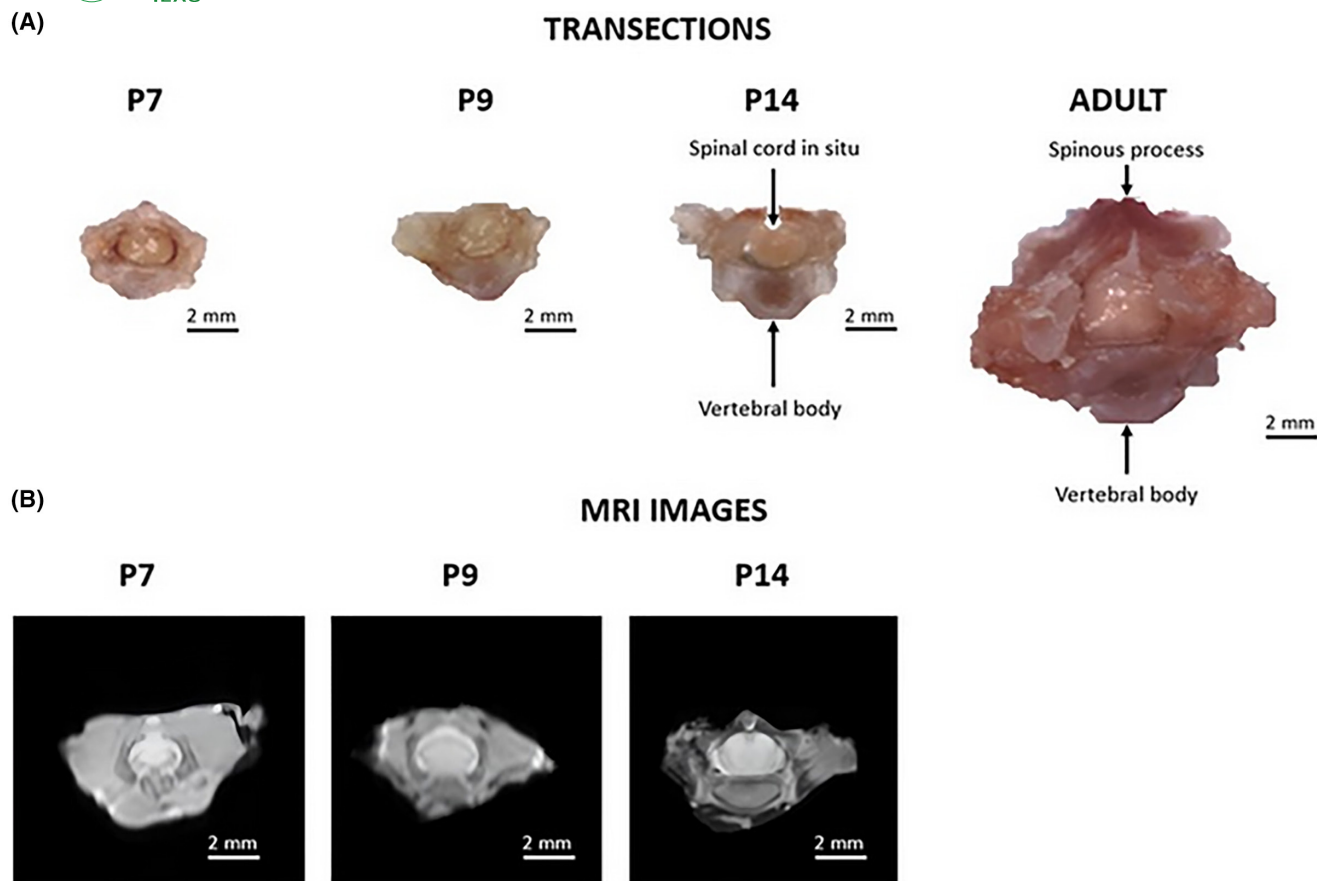 (A)
TRANSECTIONS
P7
P9
P14
ADULT
Spinal cord in situ
Spinous process
2 mm
2 mm
2 mm
2 mm
Vertebral body
Vertebral body
(B)
MRI IMAGES
P7
P9
P14
2 mm
2 mm
2 mm